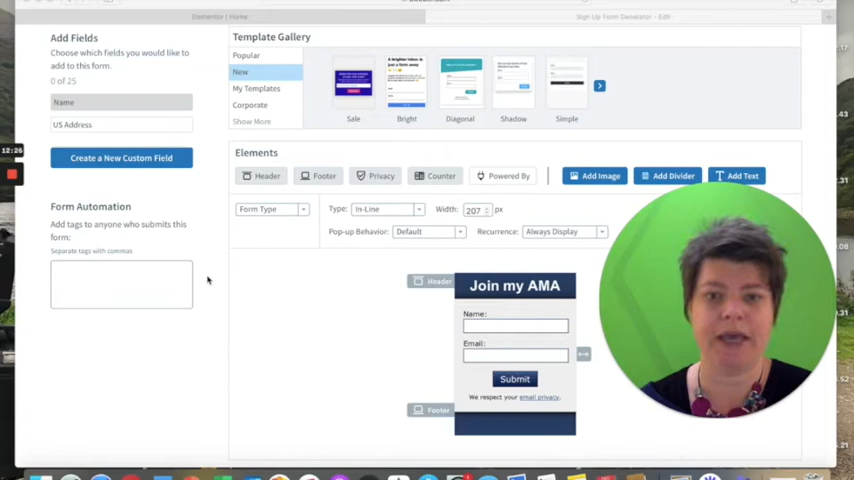 Elementor | Home
Sign Up Form Generator - Edit
Add Fields
Choose which fields you would like to
add to this form.
0 of 25
Name
US Address
Create a New Custom Field
12:26
Form Automation
Add tags to anyone who submits this
form:
Separate tags with commas
Template Gallery
Popular
New
My Templates
Corporate
Show More
Sale
Bright
Diagonal
Shadow
Simple
Elements
Header
Footer
Privacy
Counter
Powered By
Add Image
Add Divider
Add Text
Form Type
Type: In-Line
Width: 207 px
Pop-up Behavior: Default
Recurrence: Always Display
Header
Join my AMA
Name:
Email:
Submit
We respect your email privacy.
Footer